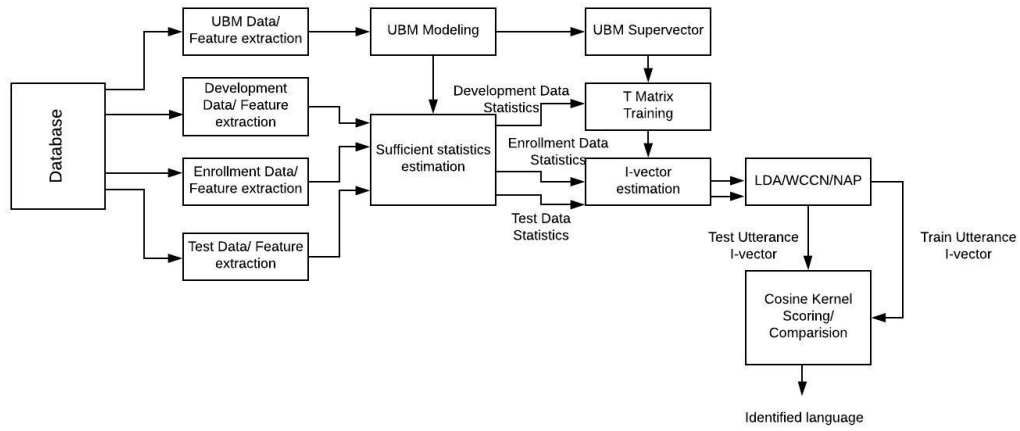 UBM Data/
Feature extraction
UBM Modeling
UBM Supervector
Database
Development
Data/ Feature
extraction
Development Data
Statistics
T Matrix
Training
Sufficient statistics
estimation
Enrollment Data
Statistics
Enrollment Data/
Feature extraction
I-vector
estimation
LDA/WCCN/NAP
Test Data
Statistics
Test Data/ Feature
extraction
Test Utterance
I-vector
Train Utterance
I-vector
Cosine Kernel
Scoring/
Comparision
Identified language